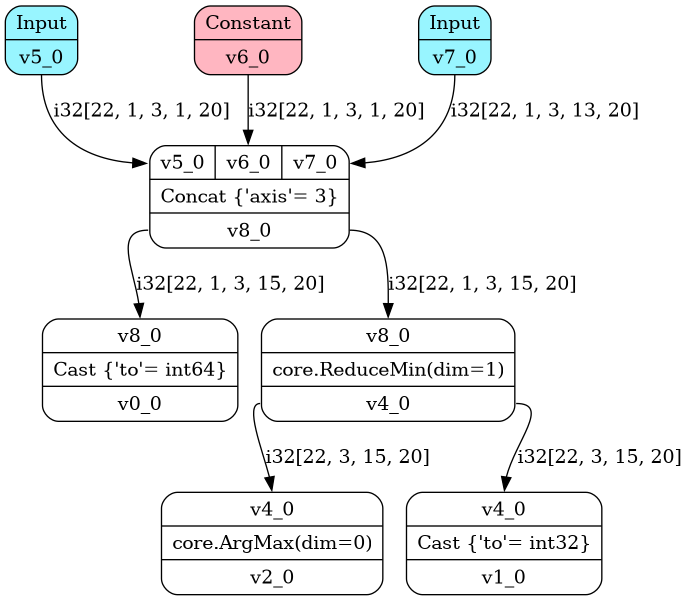 Input
v5_0
Constant
v6_0
Input
v7_0
i32[22, 1, 3, 1, 20]
i32[22, 1, 3, 1, 20]
i32[22, 1, 3, 13, 20]
v5_0 v6_0 v7_0
Concat {'axis'= 3}
v8_0
i32[22, 1, 3, 15, 20]
i32[22, 1, 3, 15, 20]
v8_0
Cast {'to'= int64}
v0_0
v8_0
core.ReduceMin(dim=1)
v4_0
i32[22, 3, 15, 20]
i32[22, 3, 15, 20]
v4_0
core.ArgMax(dim=0)
v2_0
v4_0
Cast {'to'= int32}
v1_0